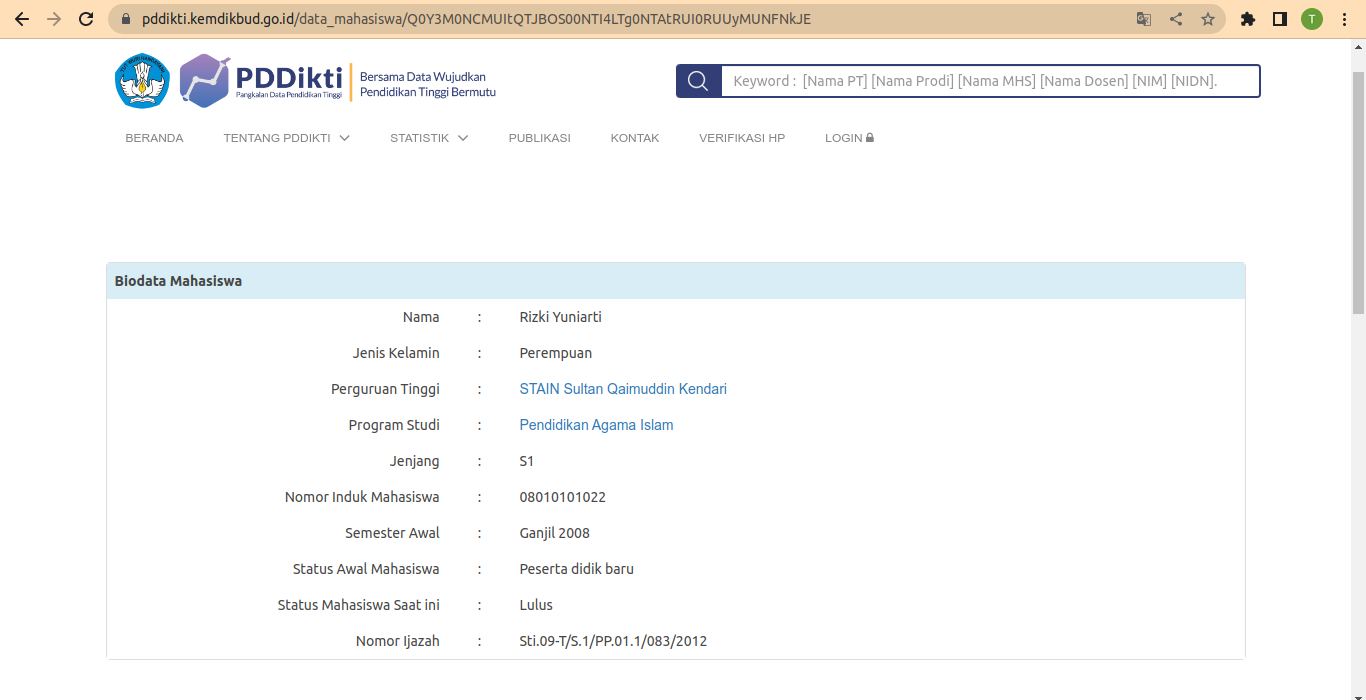 pddikti.kemdikbud.go.id/data_mahasiswa/Q0Y3M0NCMUItQTJBOS00NTI4LTg0NTAtRUI0RUUyMUNFNkJE
T
PDDikti
Pangkalan Data Pendidikan Tinggi
Bersama Data Wujudkan
Pendidikan Tinggi Bermutu
Keyword : [Nama PT] [Nama Prodi] [Nama MHS] [Nama Dosen] [NIM] [NIDN].
BERANDA TENTANG PDDIKTI STATISTIK PUBLIKASI KONTAK VERIFIKASI HP LOGIN
Biodata Mahasiswa
Nama : Rizki Yuniarti
Jenis Kelamin : Perempuan
Perguruan Tinggi : STAIN Sultan Qaimuddin Kendari
Program Studi : Pendidikan Agama Islam
Jenjang : S1
Nomor Induk Mahasiswa : 08010101022
Semester Awal : Ganjil 2008
Status Awal Mahasiswa : Peserta didik baru
Status Mahasiswa Saat ini : Lulus
Nomor Ijazah : Sti.09-T/S.1/PP.01.1/083/2012